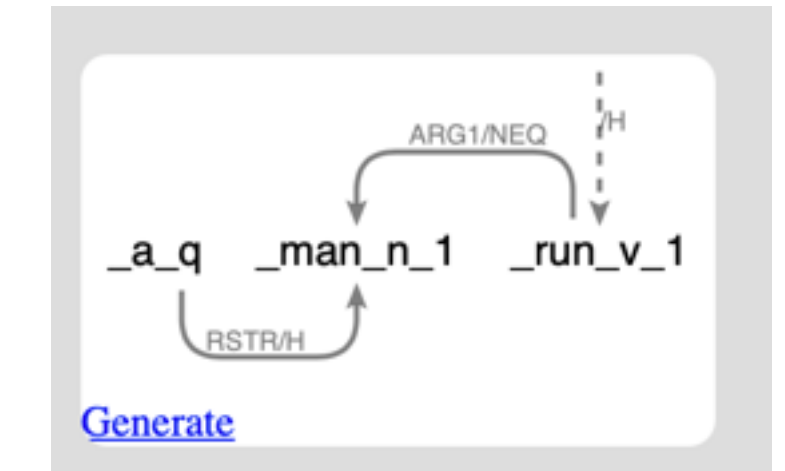 /H
ARG1/NEQ
_a_q _man_n_1 _run_v_1
RSTR/H
Generate